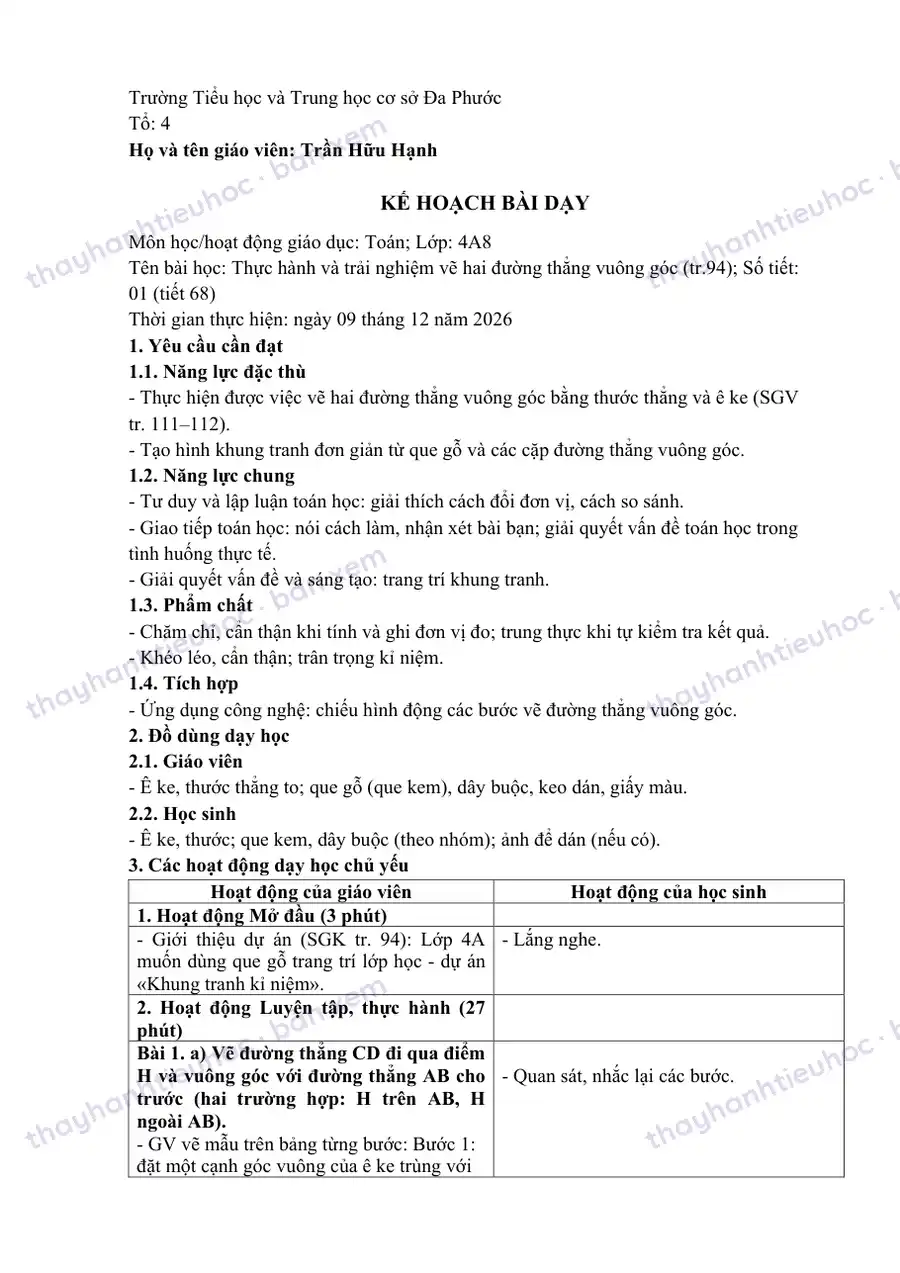 Trường Tiểu học và Trung học cơ sở Đa Phước
Tổ: 4
Họ và tên giáo viên: Trần Hữu Hạnh
KẾ HOẠCH BÀI DẠY
Môn học/hoạt động giáo dục: Toán; Lớp: 4A8
Tên bài học: Thực hành và trải nghiệm vẽ hai đường thẳng vuông góc (tr.94); Số tiết:
01 (tiết 68)
Thời gian thực hiện: ngày 09 tháng 12 năm 2026
1. Yêu cầu cần đạt
1.1. Năng lực đặc thù
- Thực hiện được việc vẽ hai đường thẳng vuông góc bằng thước thẳng và ê ke (SGV
tr. 111–112).
- Tạo hình khung tranh đơn giản từ que gỗ và các cặp đường thẳng vuông góc.
1.2. Năng lực chung
- Tư duy và lập luận toán học: giải thích cách đổi đơn vị, cách so sánh.
- Giao tiếp toán học: nói cách làm, nhận xét bài bạn; giải quyết vấn đề toán học trong
tình huống thực tế.
- Giải quyết vấn đề và sáng tạo: trang trí khung tranh.
1.3. Phẩm chất
- Chăm chỉ, cẩn thận khi tính và ghi đơn vị đo; trung thực khi tự kiểm tra kết quả.
- Khéo léo, cẩn thận; trân trọng kỉ niệm.
1.4. Tích hợp
- Ứng dụng công nghệ: chiếu hình động các bước vẽ đường thẳng vuông góc.
2. Đồ dùng dạy học
2.1. Giáo viên
- Ê ke, thước thẳng to; que gỗ (que kem), dây buộc, keo dán, giấy màu.
2.2. Học sinh
- Ê ke, thước; que kem, dây buộc (theo nhóm); ảnh để dán (nếu có).
3. Các hoạt động dạy học chủ yếu
Hoạt động của giáo viên
Hoạt động của học sinh
1. Hoạt động Mở đầu (3 phút)
- Giới thiệu dự án (SGK tr. 94): Lớp 4A
muốn dùng que gỗ trang trí lớp học - dự án
«Khung tranh kỉ niệm».
- Lắng nghe.
2. Hoạt động Luyện tập, thực hành (27
phút)
Bài 1. a) Vẽ đường thẳng CD đi qua điểm
H và vuông góc với đường thẳng AB cho
trước (hai trường hợp: H trên AB, H
ngoài AB).
- GV vẽ mẫu trên bảng từng bước: Bước 1:
đặt một cạnh góc vuông của ê ke trùng với
- Quan sát, nhắc lại các bước.
thayhanhtieuhoc · bản xem
thayhanhtieuhoc · b
thayhanhtieuhoc · bản xem
thayhanhtieuhoc · b
thayhanhtieuhoc · bản xem
thayhanhtieuhoc · b